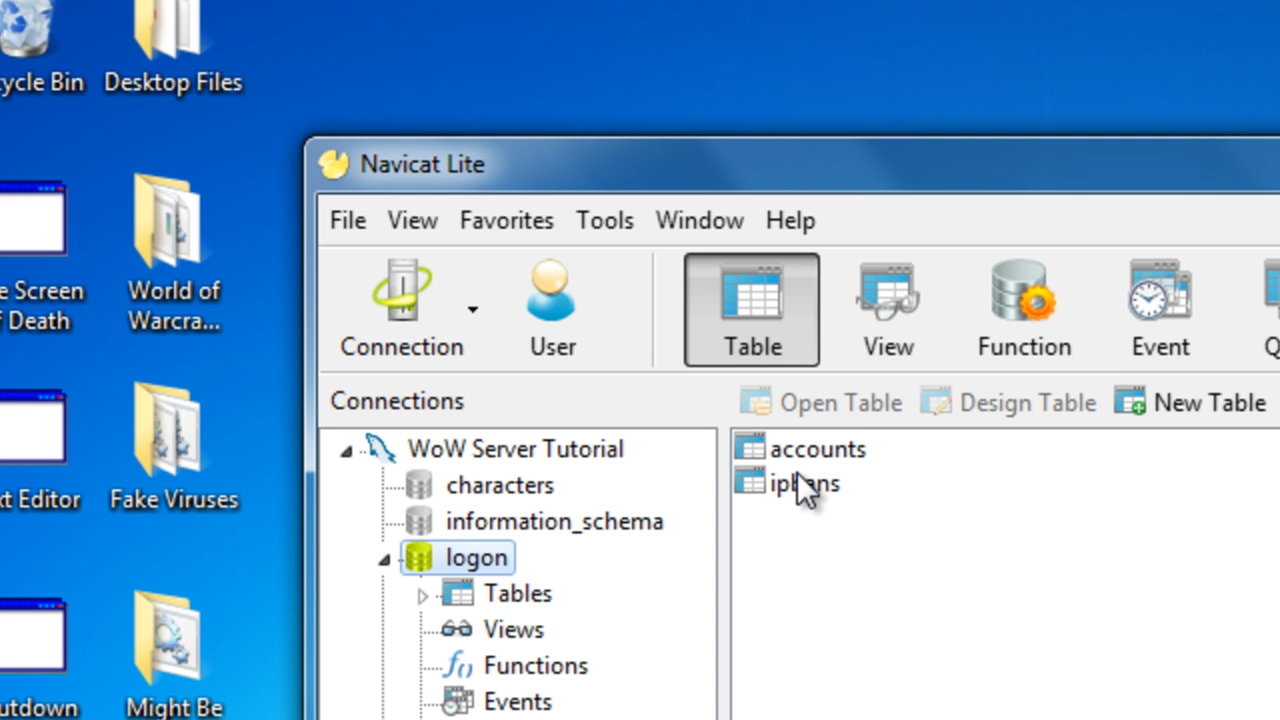 ycle Bin
Desktop Files
Navicat Lite
File View Favorites Tools Window Help
e Screen
f Death
World of
Warcra...
Connection User Table View Function Event Q
Connections
Open Table Design Table New Table
WoW Server Tutorial
characters
information_schema
logon
Tables
Views
Functions
Events
accounts
xt Editor
Fake Viruses
utdown
Might Be